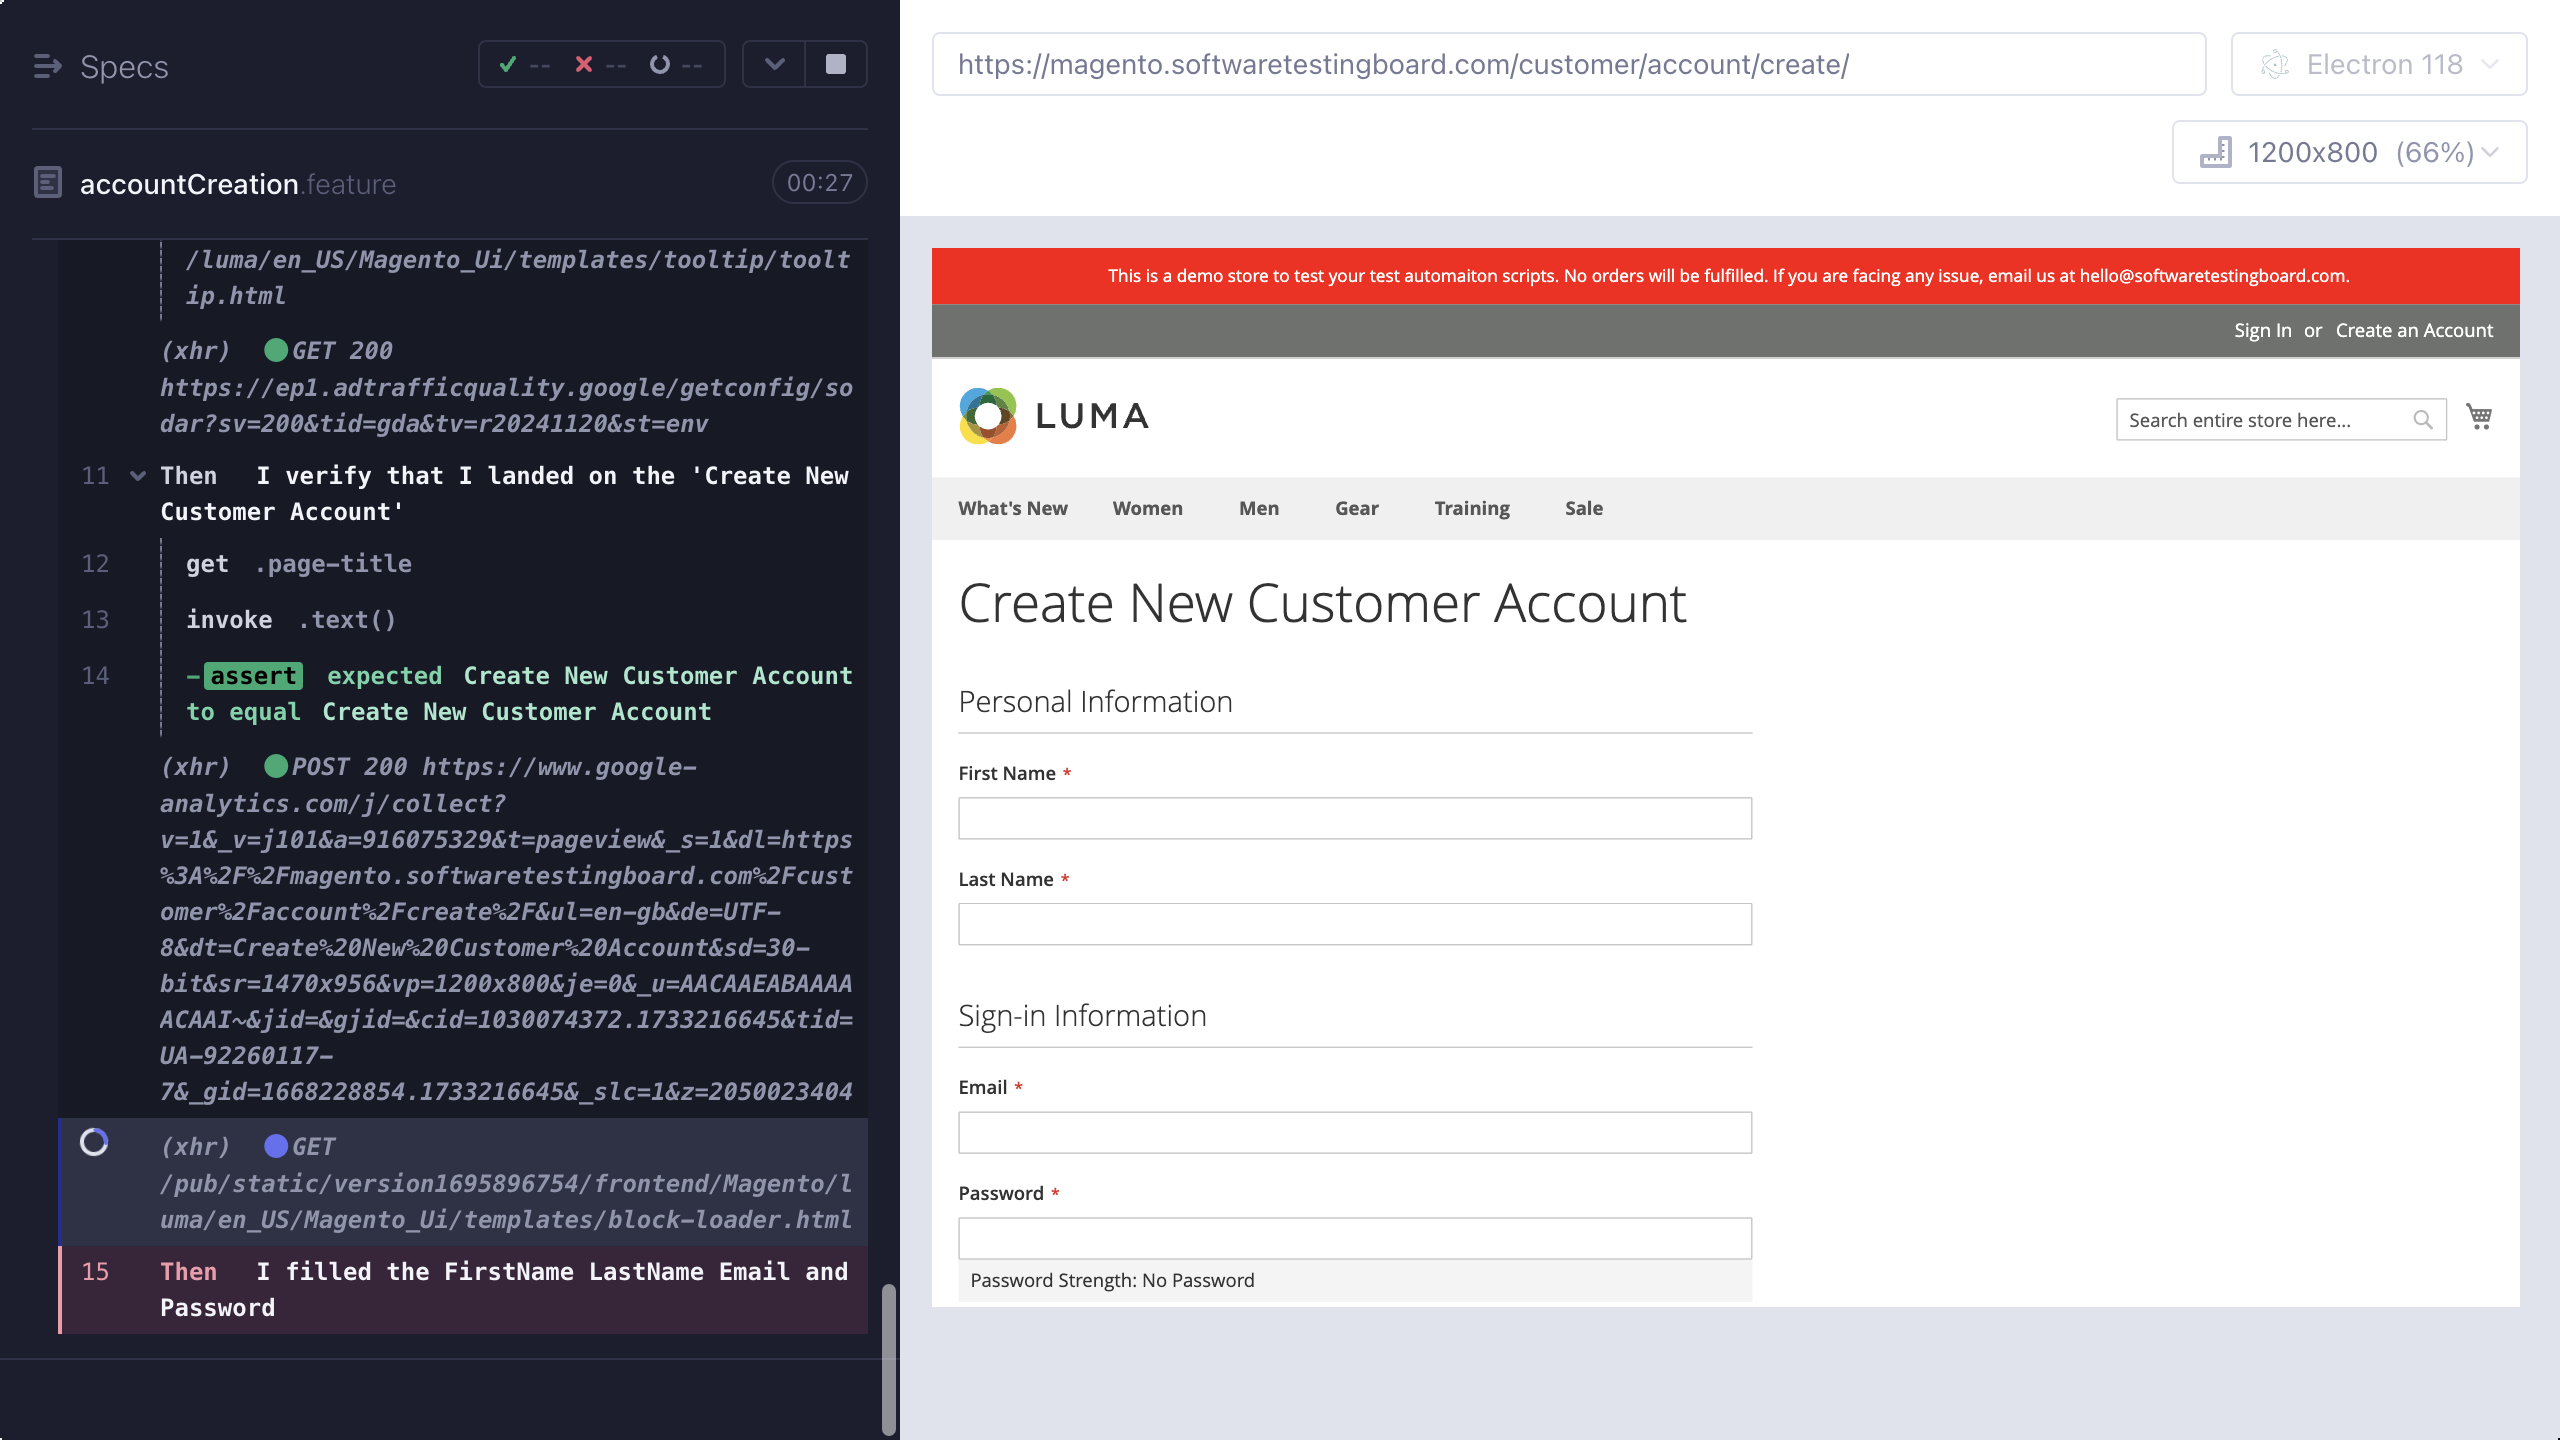 Specs
-- -- --
accountCreation.feature
00:27
/luma/en_US/Magento_Ui/templates/tooltip/toolt
ip.html
(xhr) GET 200
https://ep1.adtrafficquality.google/getconfig/so
dar?sv=200&tid=gda&tv=r20241120&st=env
11 Then I verify that I landed on the 'Create New
Customer Account'
12 get .page-title
13 invoke .text()
14 -assert expected Create New Customer Account
to equal Create New Customer Account
(xhr) POST 200 https://www.google-
analytics.com/j/collect?
v=1&_v=j101&a=916075329&t=pageview&_s=1&dl=https
%3A%2F%2Fmagento.softwaretestingboard.com%2Fcust
omer%2Faccount%2Fcreate%2F&ul=en-gb&de=UTF-
8&dt=Create%20New%20Customer%20Account&sd=30-
bit&sr=1470x956&vp=1200x800&je=0&_u=AACAAEABAAAA
ACAAI~&jid=&gjid=&cid=1030074372.1733216645&tid=
UA-92260117-
7&_gid=1668228854.1733216645&_slc=1&z=2050023404
(xhr) GET
/pub/static/version1695896754/frontend/Magento/l
uma/en_US/Magento_Ui/templates/block-loader.html
15 Then I filled the FirstName LastName Email and
Password
https://magento.softwaretestingboard.com/customer/account/create/
Electron 118
1200x800 (66%)
This is a demo store to test your test automaiton scripts. No orders will be fulfilled. If you are facing any issue, email us at hello@softwaretestingboard.com.
Sign In or Create an Account
LUMA
Search entire store here...
What's New Women Men Gear Training Sale
Create New Customer Account
Personal Information
First Name *
Last Name *
Sign-in Information
Email *
Password *
Password Strength: No Password